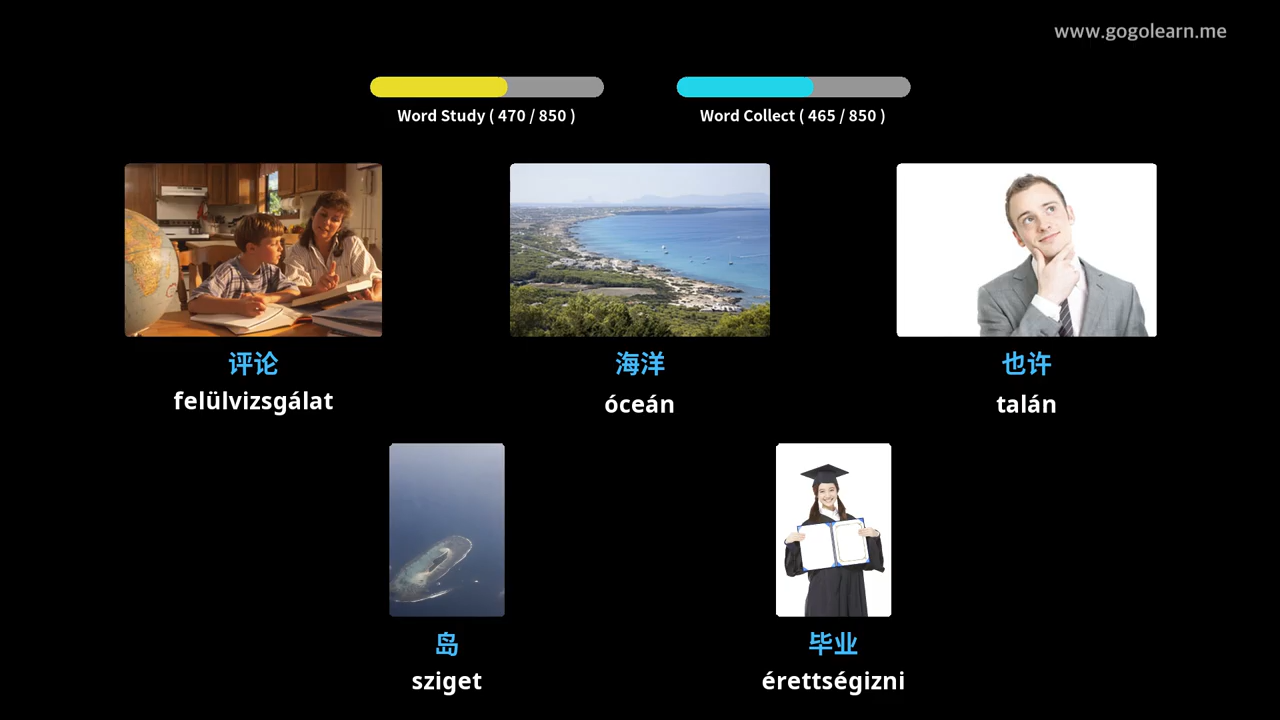 www.gogolearn.me
Word Study ( 470 / 850 )
Word Collect ( 465 / 850 )
评论
海洋
也许
felülvizsgálat
óceán
talán
岛
毕业
sziget
érettségizni